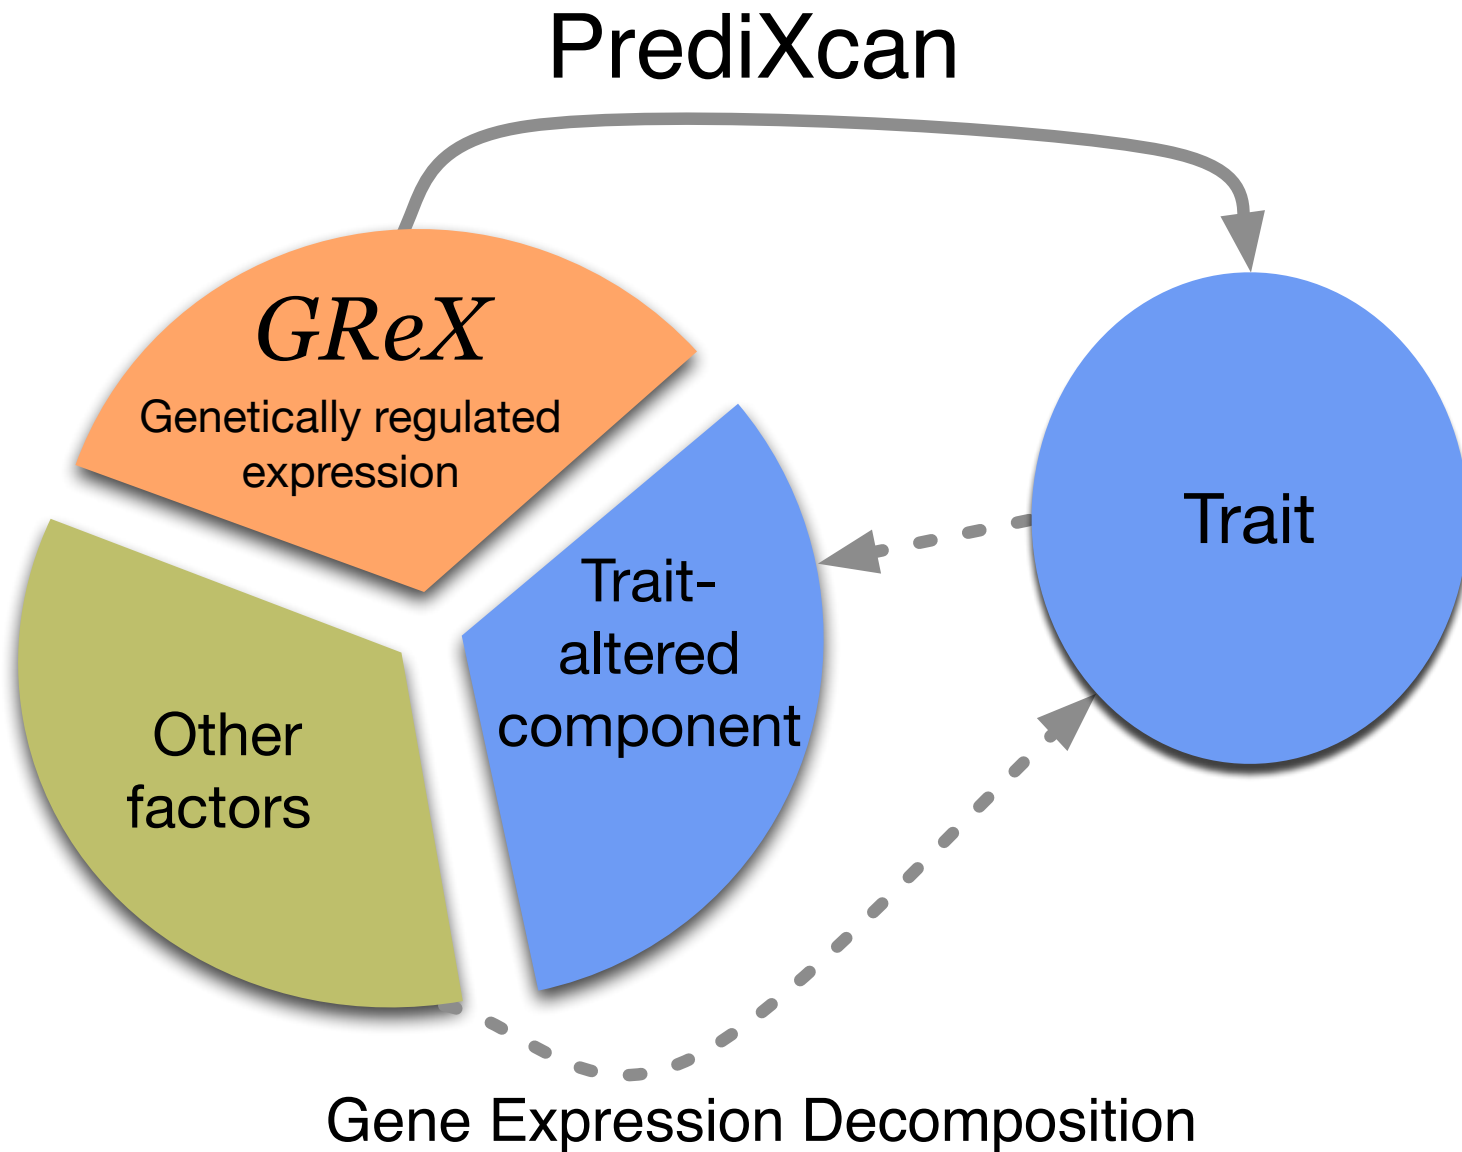 PrediXcan
GReX
Genetically regulated
expression
Trait-
altered
component
Trait
Other
factors
Gene Expression Decomposition